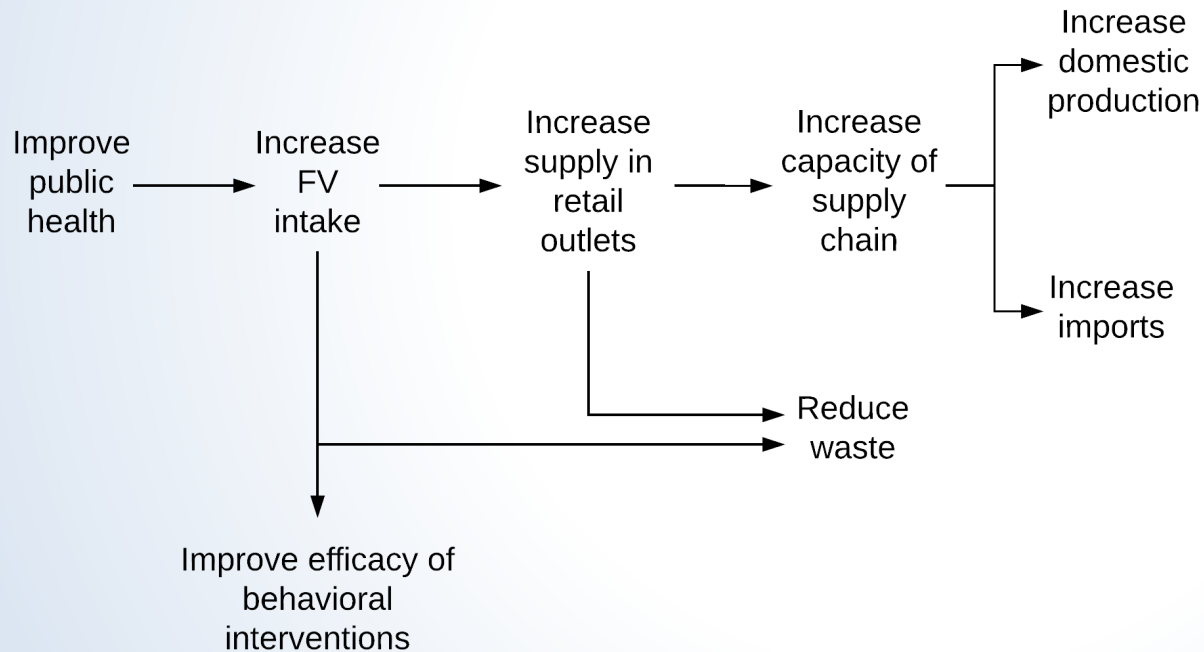 Improve
public
health
Increase
FV
intake
Increase
supply in
retail
outlets
Increase
capacity of
supply
chain
Increase
domestic
production
Increase
imports
Reduce
waste
Improve efficacy of
behavioral
interventions